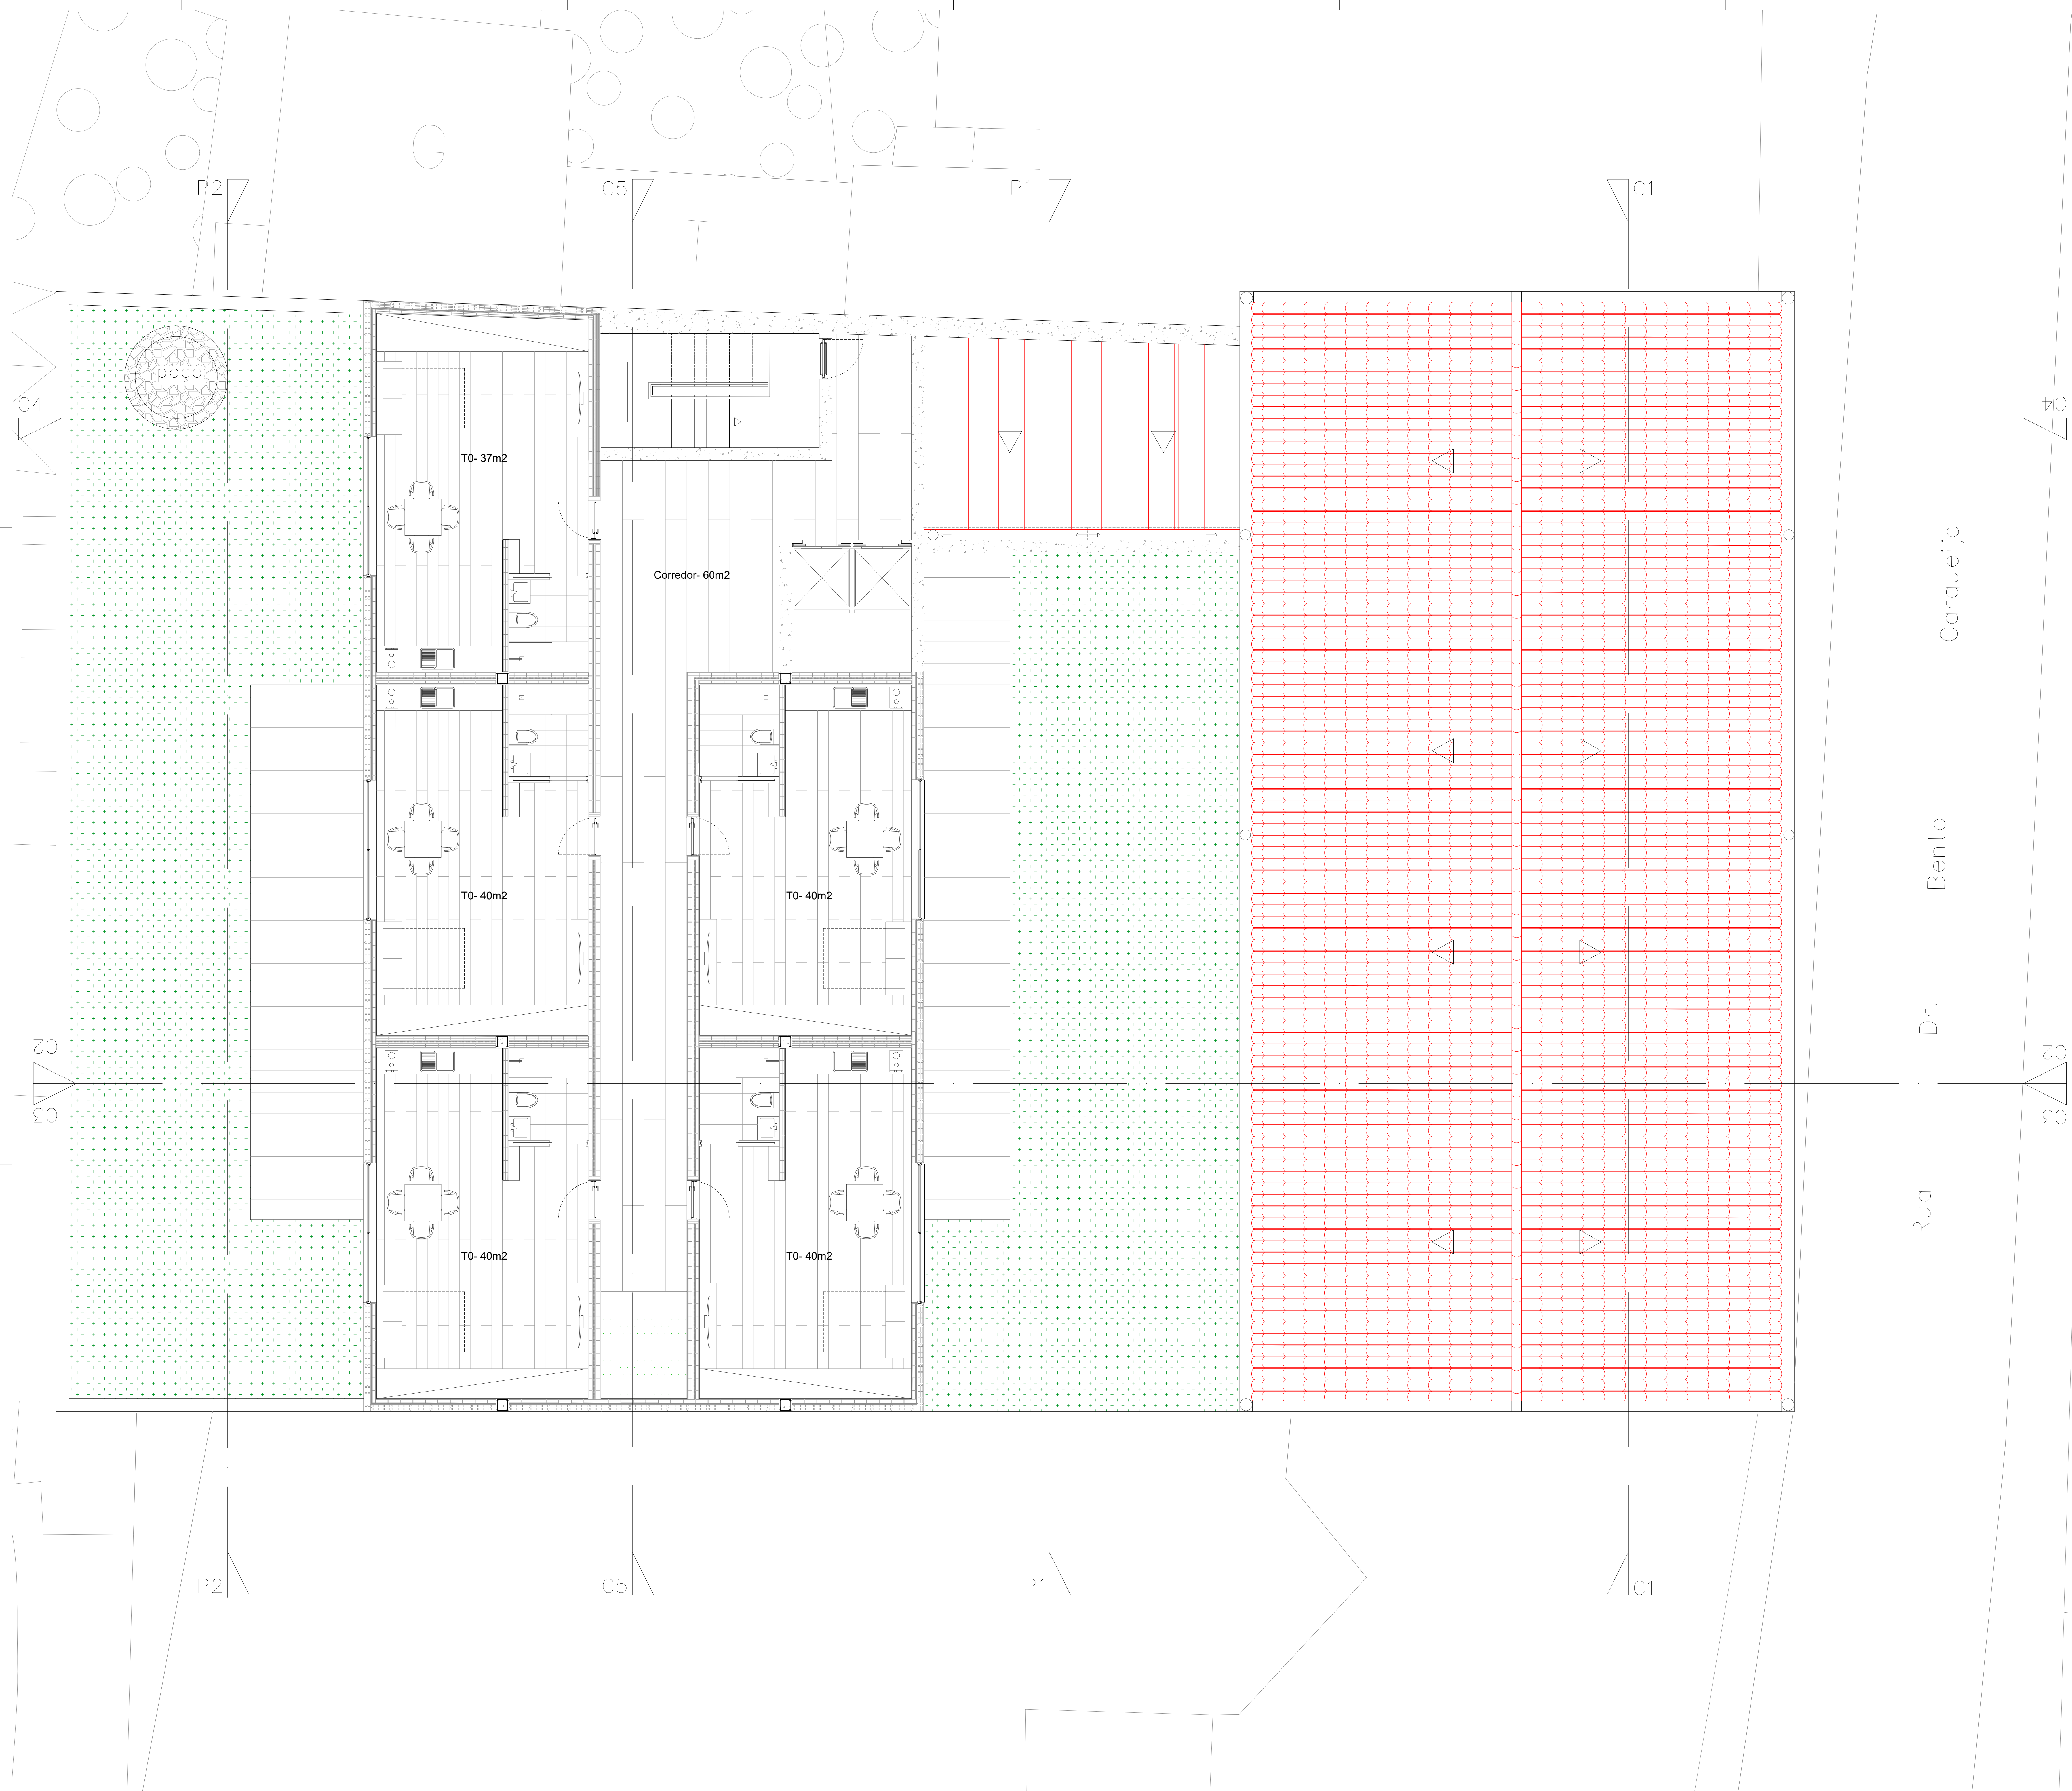 G
T
T
P2
C5
P1
C1
poço
C4
C4
T0- 37m2
Corredor- 60m2
Carqueija
Bento
T0- 40m2
T0- 40m2
Dr.
C2
C2
C3
C3
Rua
T0- 40m2
T0- 40m2
P2
C5
P1
C1